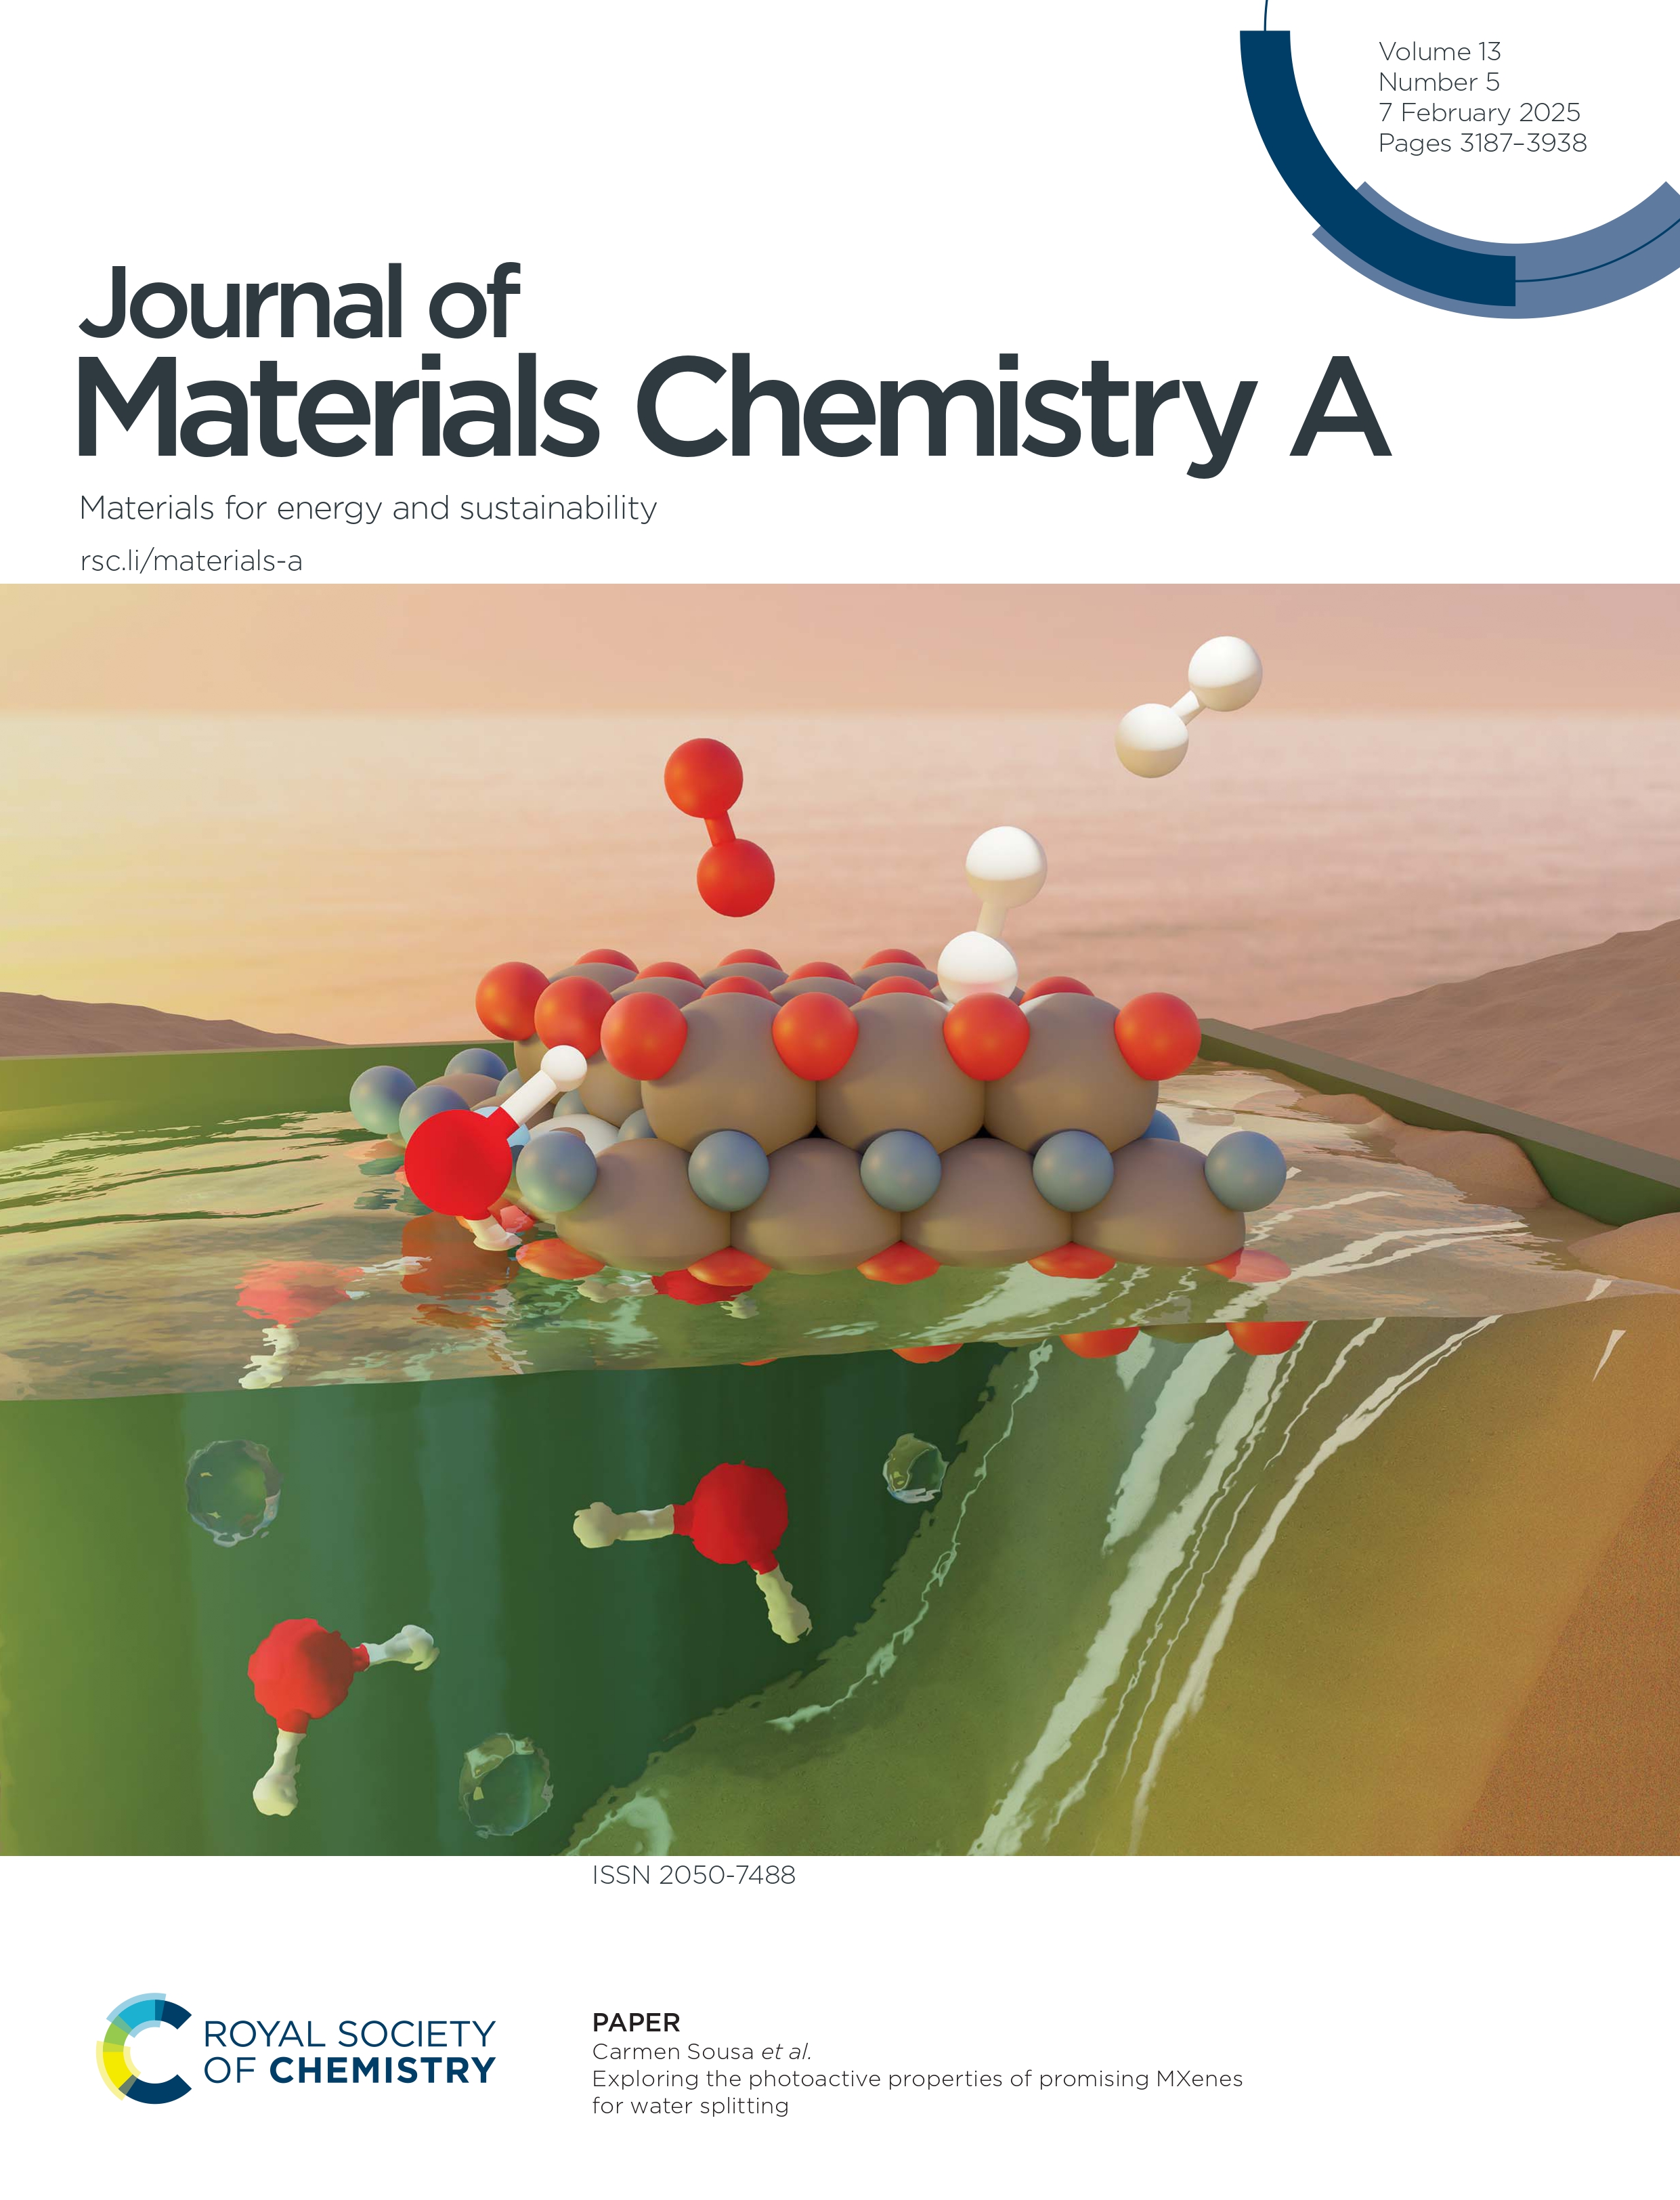 Volume 13
Number 5
7 February 2025
Pages 3187–3938
Journal of
Materials Chemistry A
Materials for energy and sustainability
rsc.li/materials-a
ISSN 2050-7488
ROYAL SOCIETY
OF CHEMISTRY
PAPER
Carmen Sousa et al.
Exploring the photoactive properties of promising MXenes
for water splitting